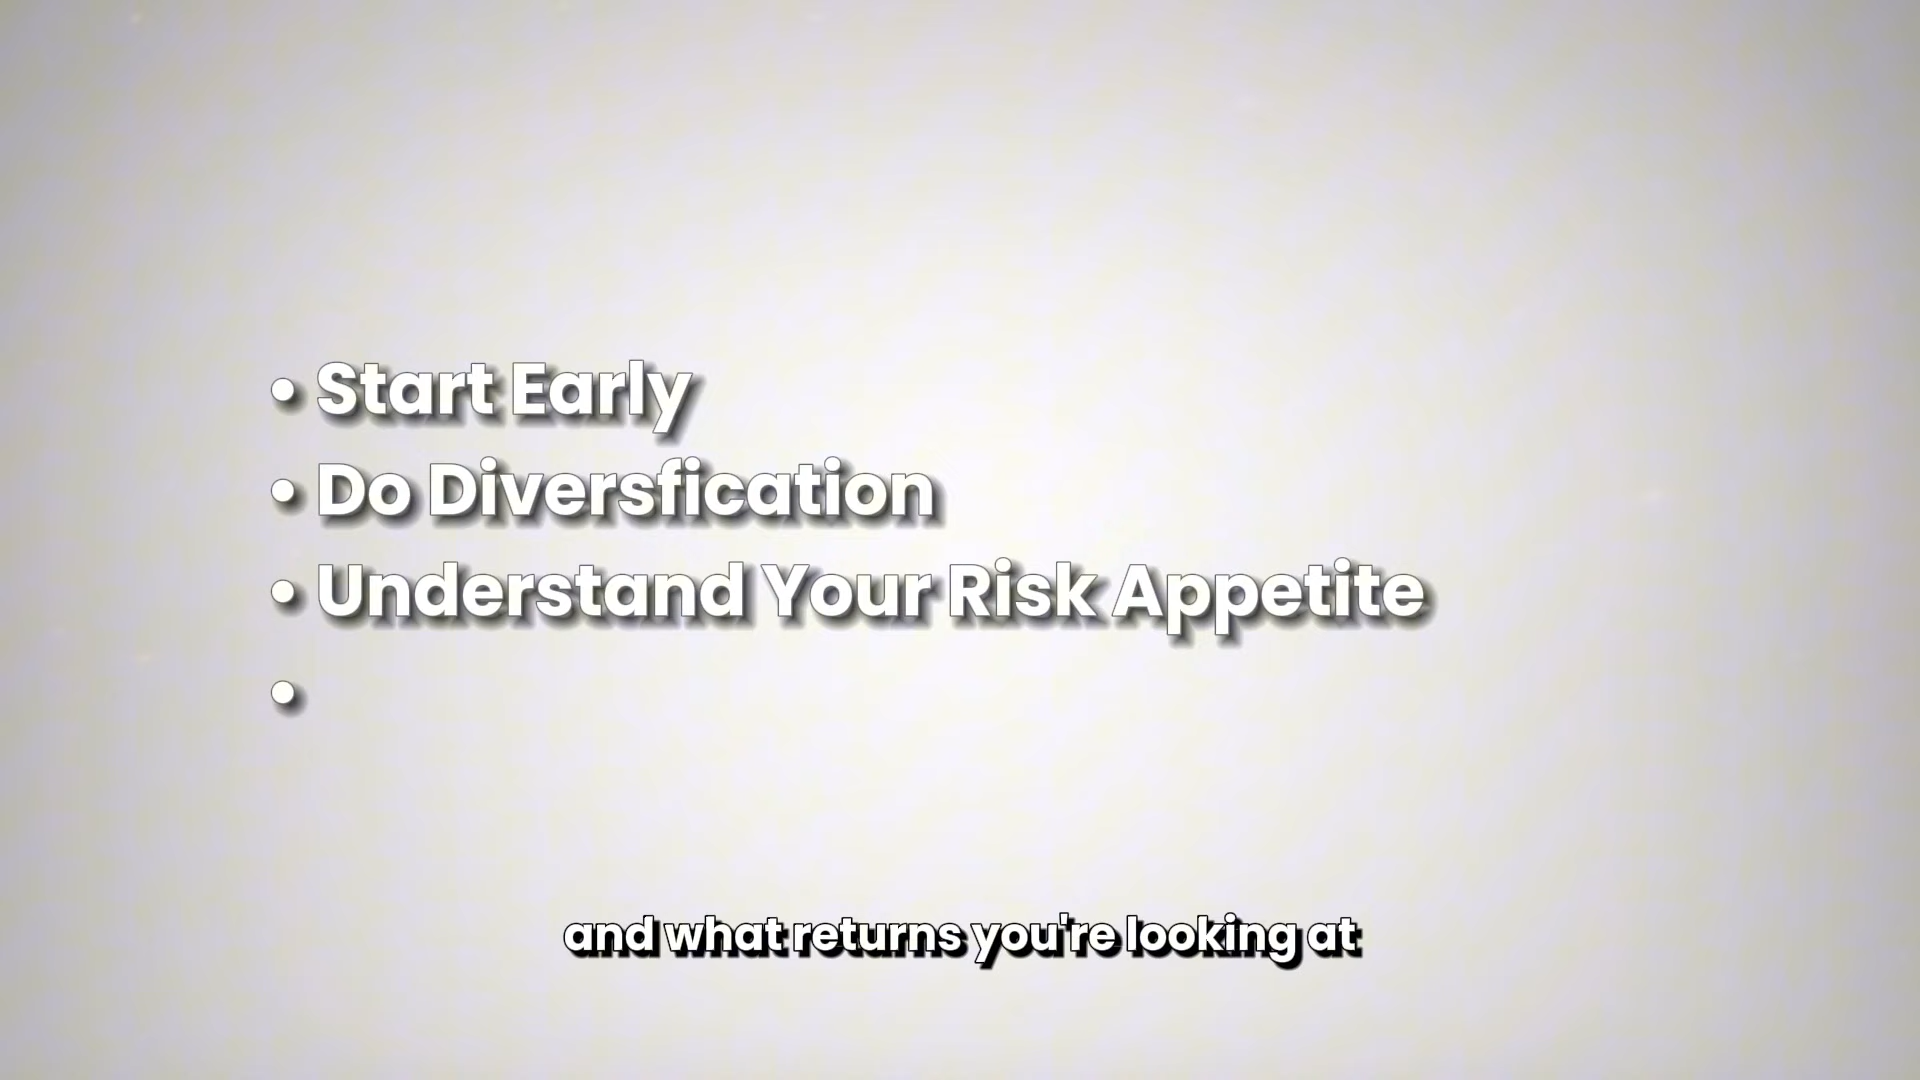 • Start Early
• Do Diversfication
• Understand Your Risk Appetite
•
and what returns you're looking at